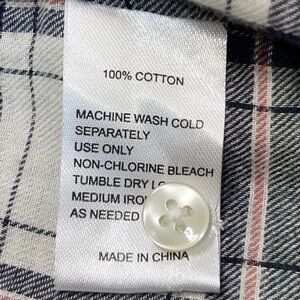 100% COTTON
MACHINE WASH COLD
SEPARATELY
USE ONLY
NON-CHLORINE BLEACH
TUMBLE DRY
MEDIUM
AS NEEDED
MADE IN CHINA